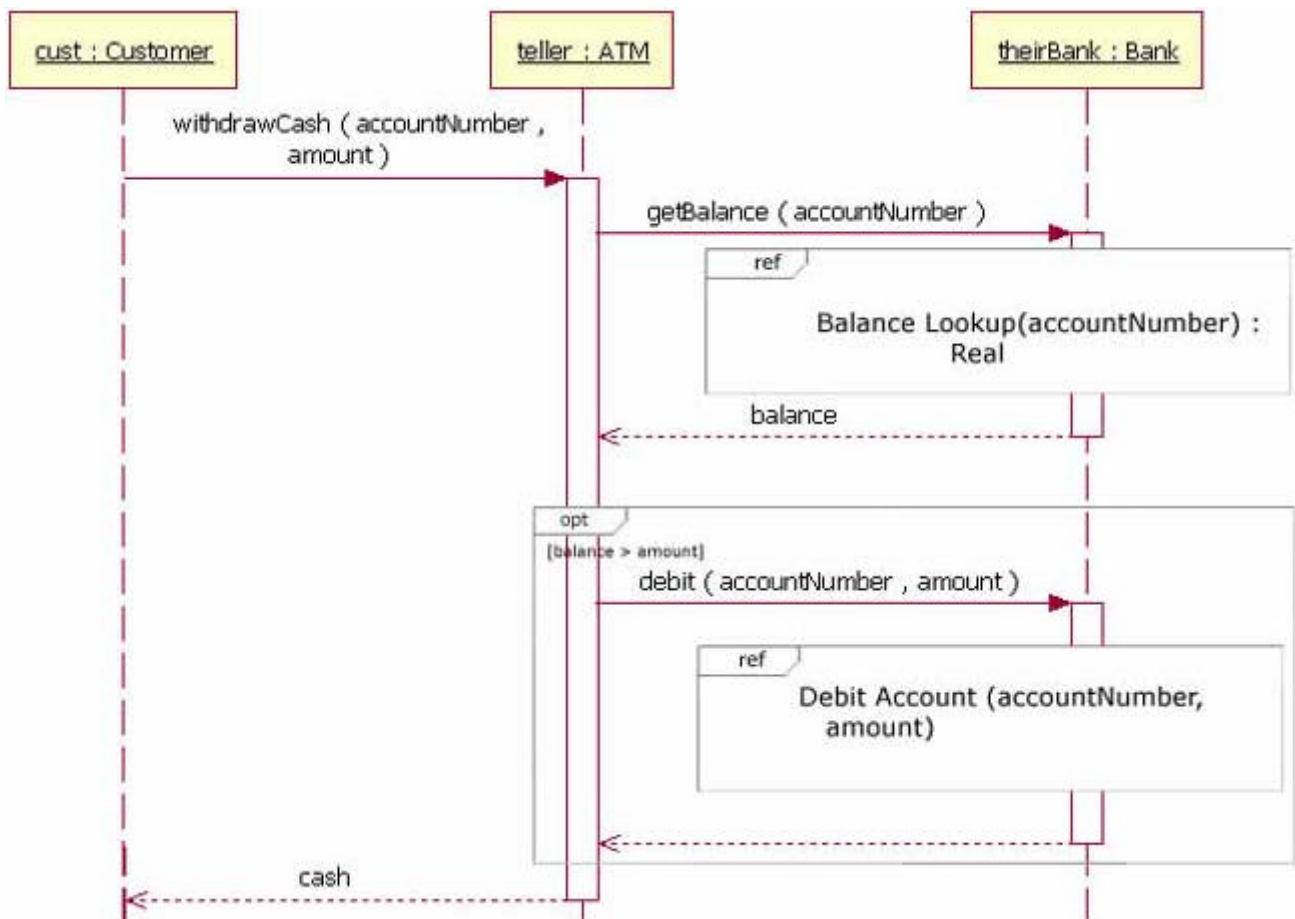 cust : Customer
teller : ATM
theirBank : Bank
withdrawCash ( accountNumber ,
amount )
getBalance ( accountNumber )
ref
Balance Lookup(accountNumber) :
Real
balance
opt
[balance > amount]
debit ( accountNumber , amount )
ref
Debit Account (accountNumber,
amount)
cash